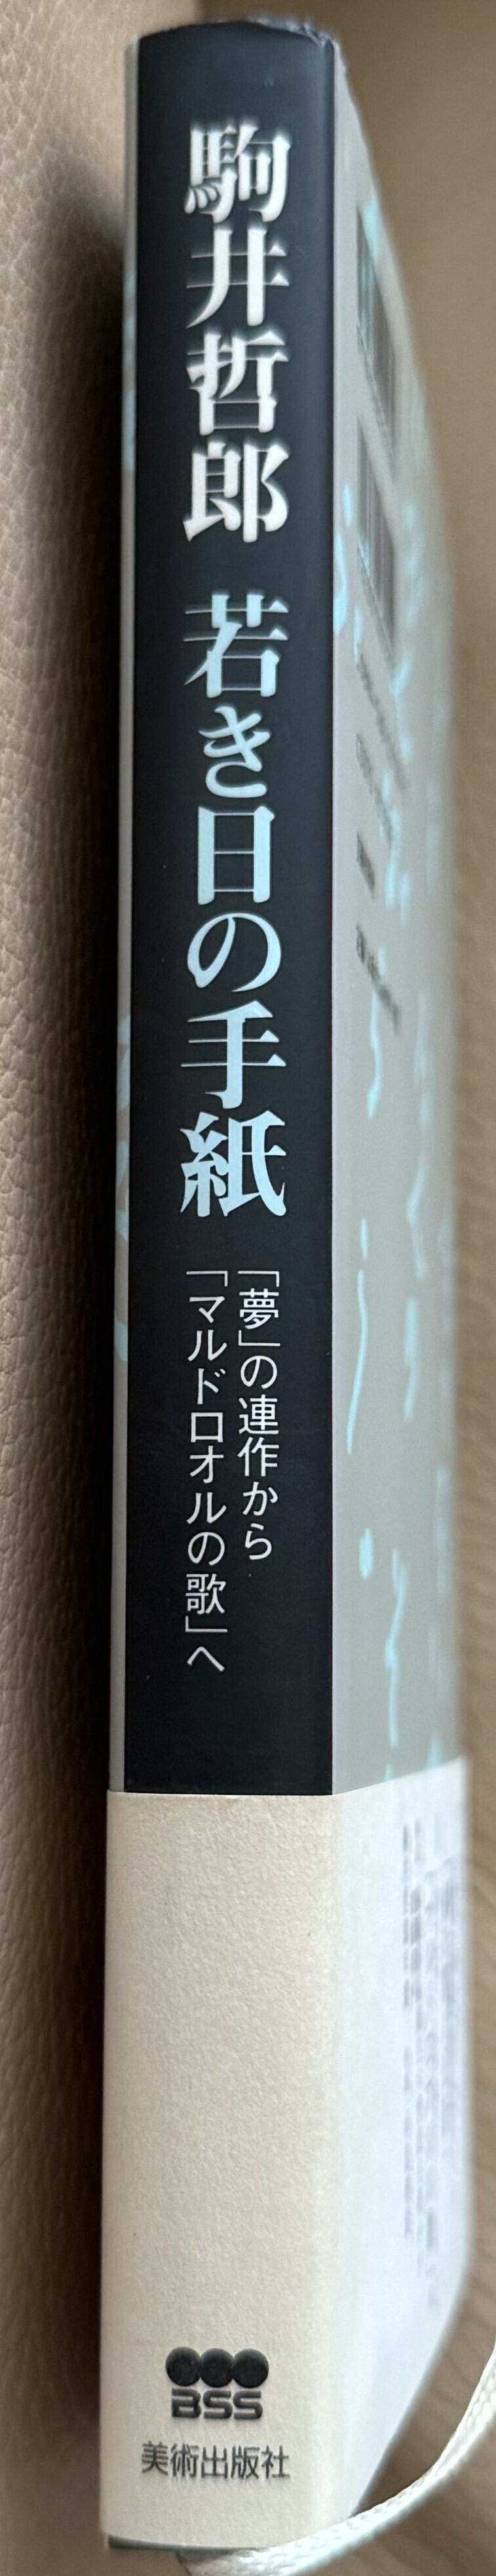 駒井哲郎 若き日の手紙
「夢」の連作から
「マルドロオルの歌」へ
BSS
美術出版社